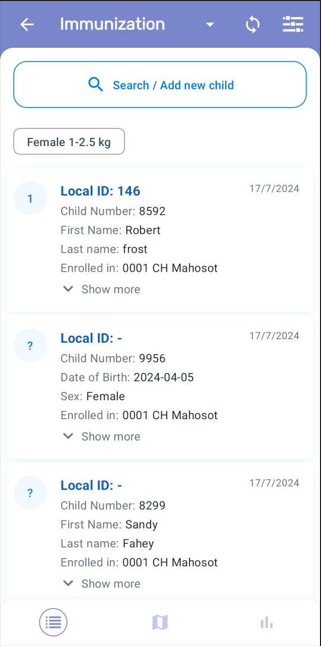 Immunization
Search / Add new child
Female 1-2.5 kg
1
Local ID: 146
17/7/2024
Child Number: 8592
First Name: Robert
Last name: frost
Enrolled in: 0001 CH Mahosot
Show more
?
Local ID: -
17/7/2024
Child Number: 9956
Date of Birth: 2024-04-05
Sex: Female
Enrolled in: 0001 CH Mahosot
Show more
?
Local ID: -
17/7/2024
Child Number: 8299
First Name: Sandy
Last name: Fahey
Enrolled in: 0001 CH Mahosot
Show more